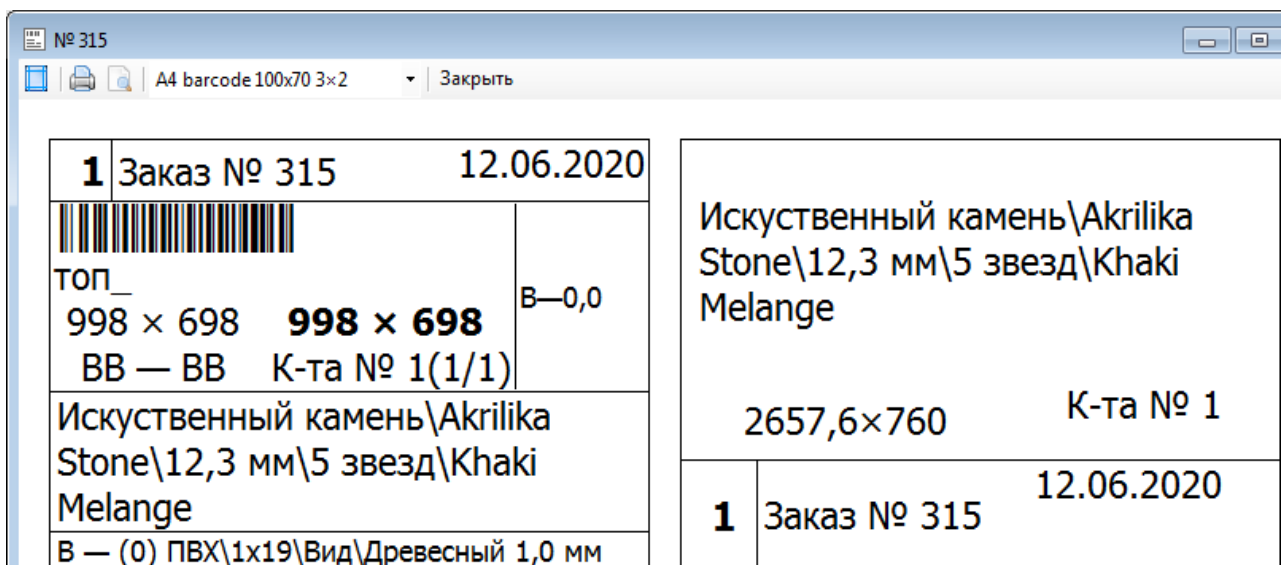 № 315
A4 barcode 100x70 3×2 Закрыть
1 Заказ № 315 12.06.2020
топ_
998 × 698 998 × 698
В—0,0
ВВ — ВВ К-та № 1(1/1)
Искуственный камень\Akrilika
Stone\12,3 мм\5 звезд\Khaki
Melange
В — (0) ПВХ\1х19\Вид\Древесный 1,0 мм
Искуственный камень\Akrilika
Stone\12,3 мм\5 звезд\Khaki
Melange
2657,6×760 К-та № 1
1 Заказ № 315 12.06.2020